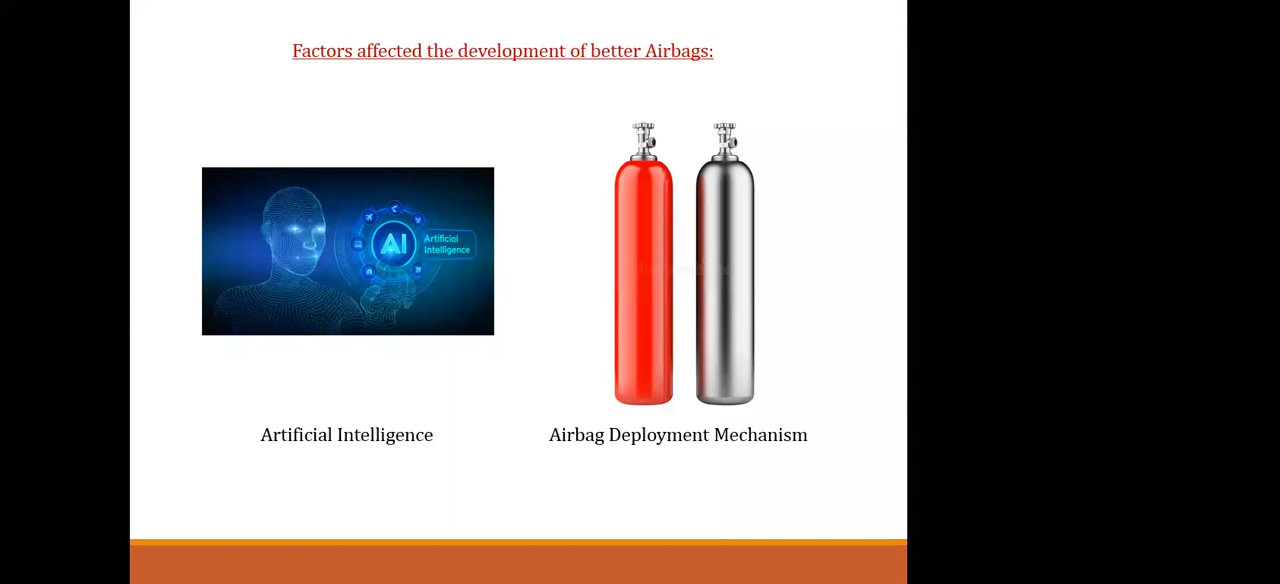 Factors affected the development of better Airbags:
AI
Artificial
Intelligence
Artificial Intelligence
Airbag Deployment Mechanism